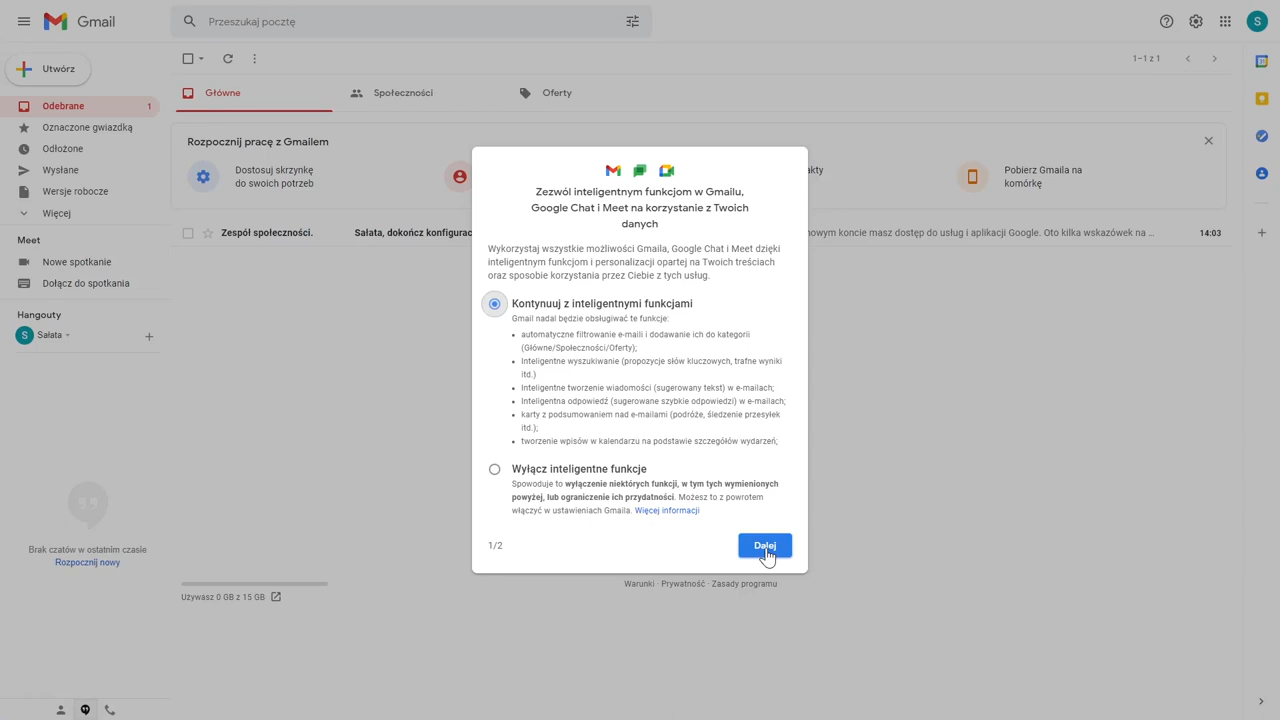 Gmail
Przeszukaj pocztę
S
Utwórz
1–1 z 1
Odebrane 1
Oznaczone gwiazdką
Odłożone
Wysłane
Wersje robocze
Więcej
Meet
Nowe spotkanie
Dołącz do spotkania
Hangouty
S Sałata
Brak czatów w ostatnim czasie
Rozpocznij nowy
Główne
Społeczności
Oferty
Rozpocznij pracę z Gmailem
Dostosuj skrzynkę
do swoich potrzeb
Pobierz Gmaila na
komórkę
Zespół społeczności. Sałata, dokończ konfigurac
koncie masz dostęp do usług i aplikacji Google. Oto kilka wskazówek na ... 14:03
Zezwól inteligentnym funkcjom w Gmailu,
Google Chat i Meet na korzystanie z Twoich
danych
Wykorzystaj wszystkie możliwości Gmaila, Google Chat i Meet dzięki
inteligentnym funkcjom i personalizacji opartej na Twoich treściach
oraz sposobie korzystania przez Ciebie z tych usług.
Kontynuuj z inteligentnymi funkcjami
Gmail nadal będzie obsługiwać te funkcje:
• automatyczne filtrowanie e-maili i dodawanie ich do kategorii
(Główne/Społeczności/Oferty);
• Inteligentne wyszukiwanie (propozycje słów kluczowych, trafne wyniki
itd.)
• Inteligentne tworzenie wiadomości (sugerowany tekst) w e-mailach;
• Inteligentna odpowiedź (sugerowane szybkie odpowiedzi) w e-mailach;
• karty z podsumowaniem nad e-mailami (podróże, śledzenie przesyłek
itd.);
• tworzenie wpisów w kalendarzu na podstawie szczegółów wydarzeń;
Wyłącz inteligentne funkcje
Spowoduje to wyłączenie niektórych funkcji, w tym tych wymienionych
powyżej, lub ograniczenie ich przydatności. Możesz to z powrotem
włączyć w ustawieniach Gmaila. Więcej informacji
1/2
Dalej
Używasz 0 GB z 15 GB
Warunki · Prywatność · Zasady programu